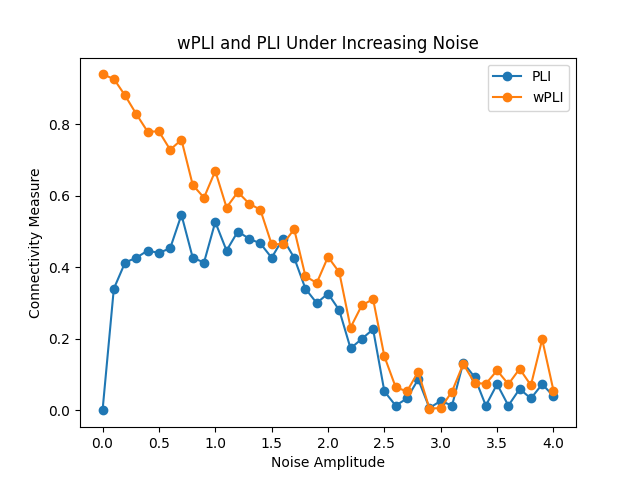 wPLI and PLI Under Increasing Noise
PLI
wPLI
0.8
0.6
0.4
0.2
0.0
Connectivity Measure
0.0 0.5 1.0 1.5 2.0 2.5 3.0 3.5 4.0
Noise Amplitude